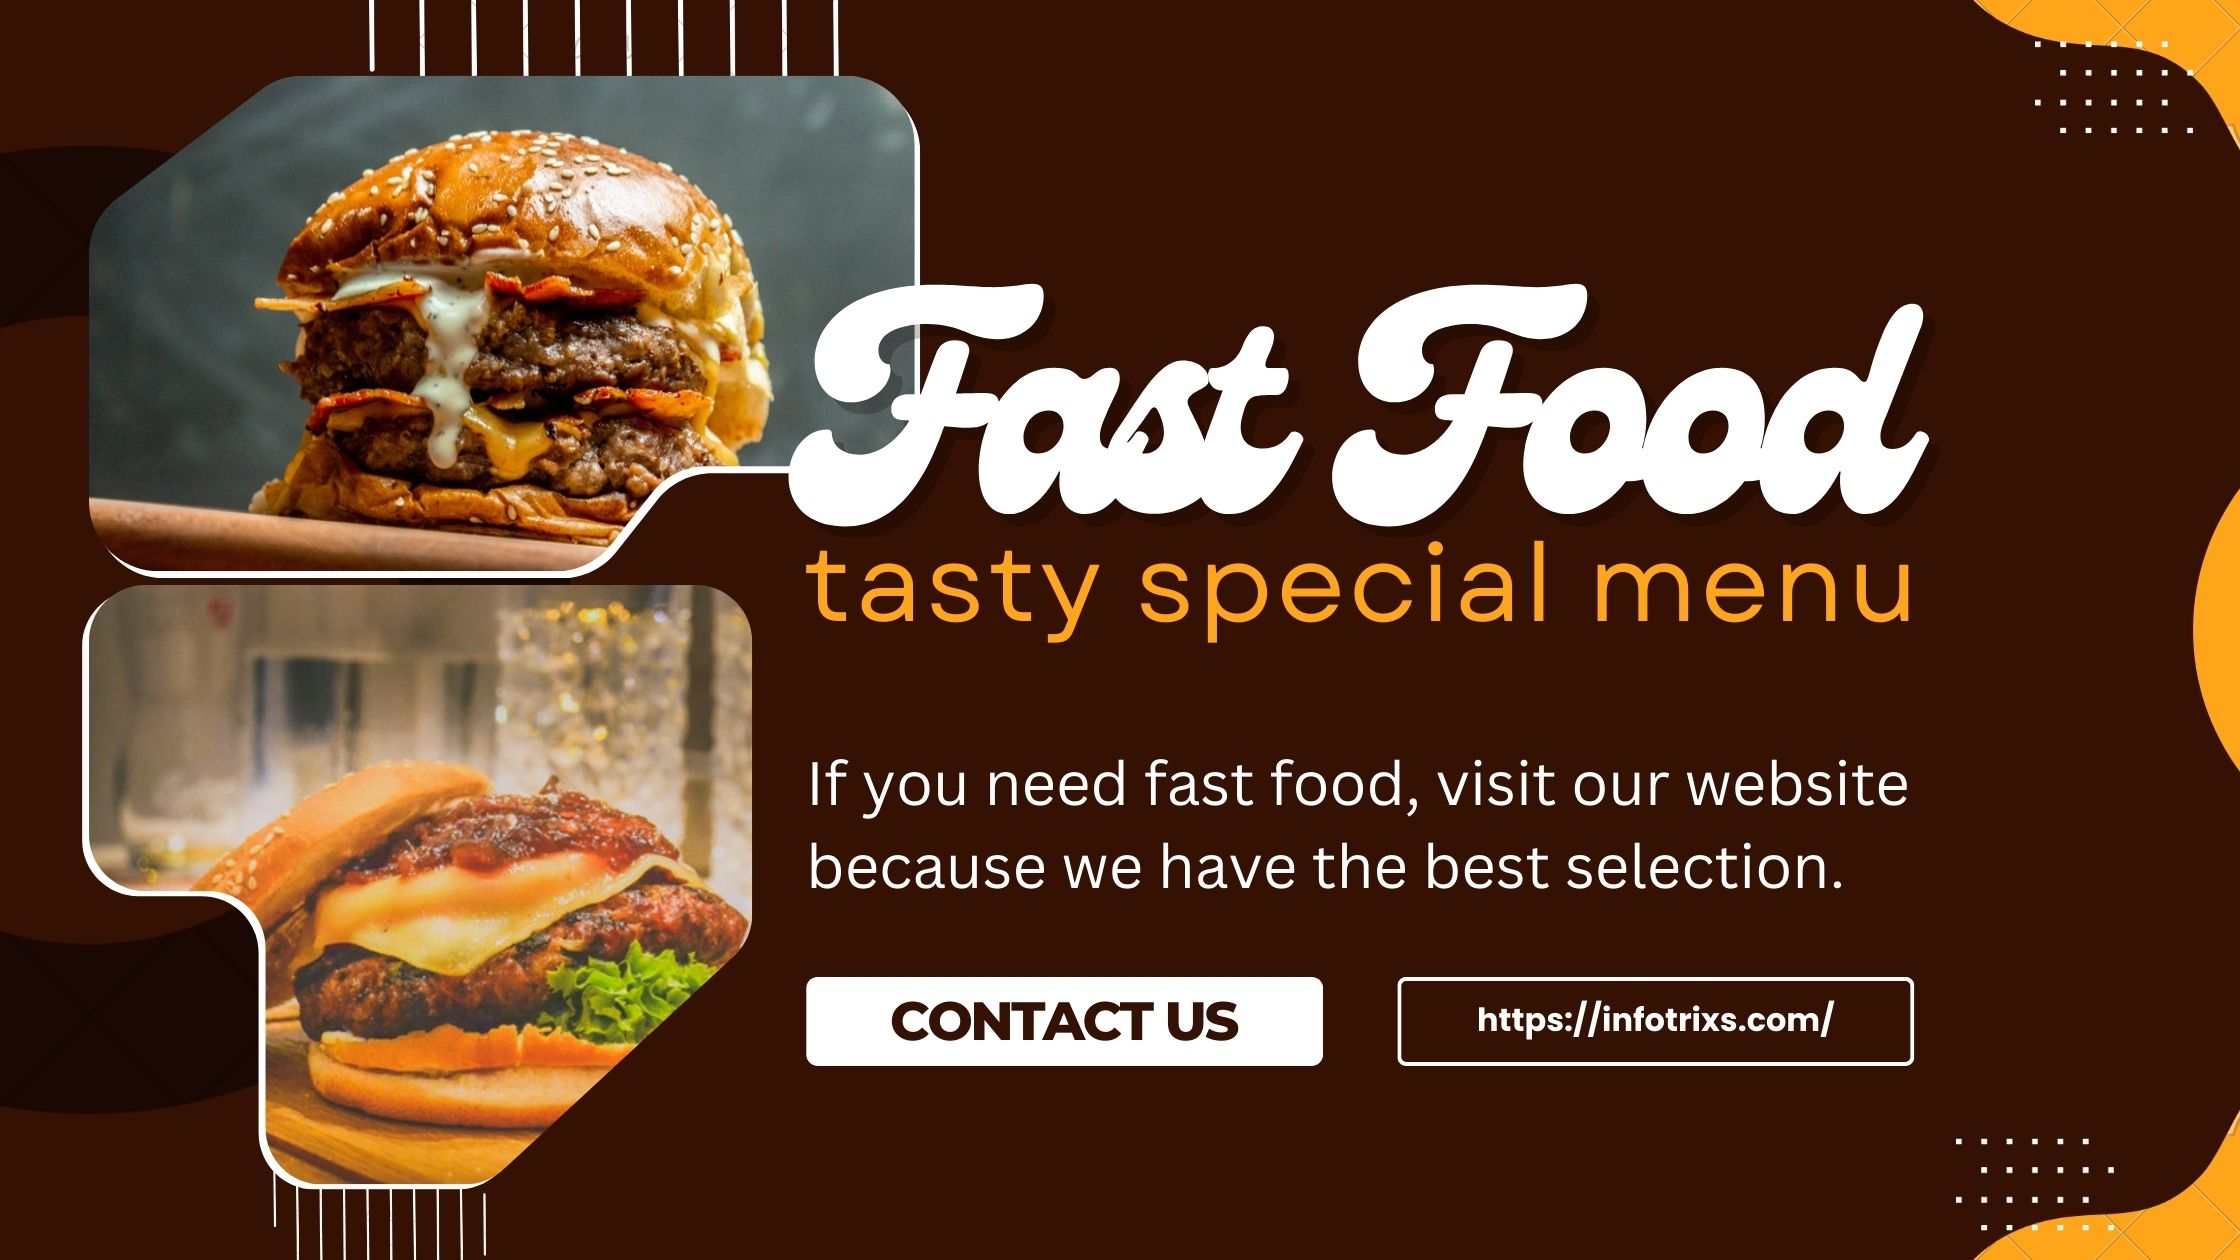 Fast Food
tasty special menu
If you need fast food, visit our website
because we have the best selection.
CONTACT US
https://infotrixs.com/